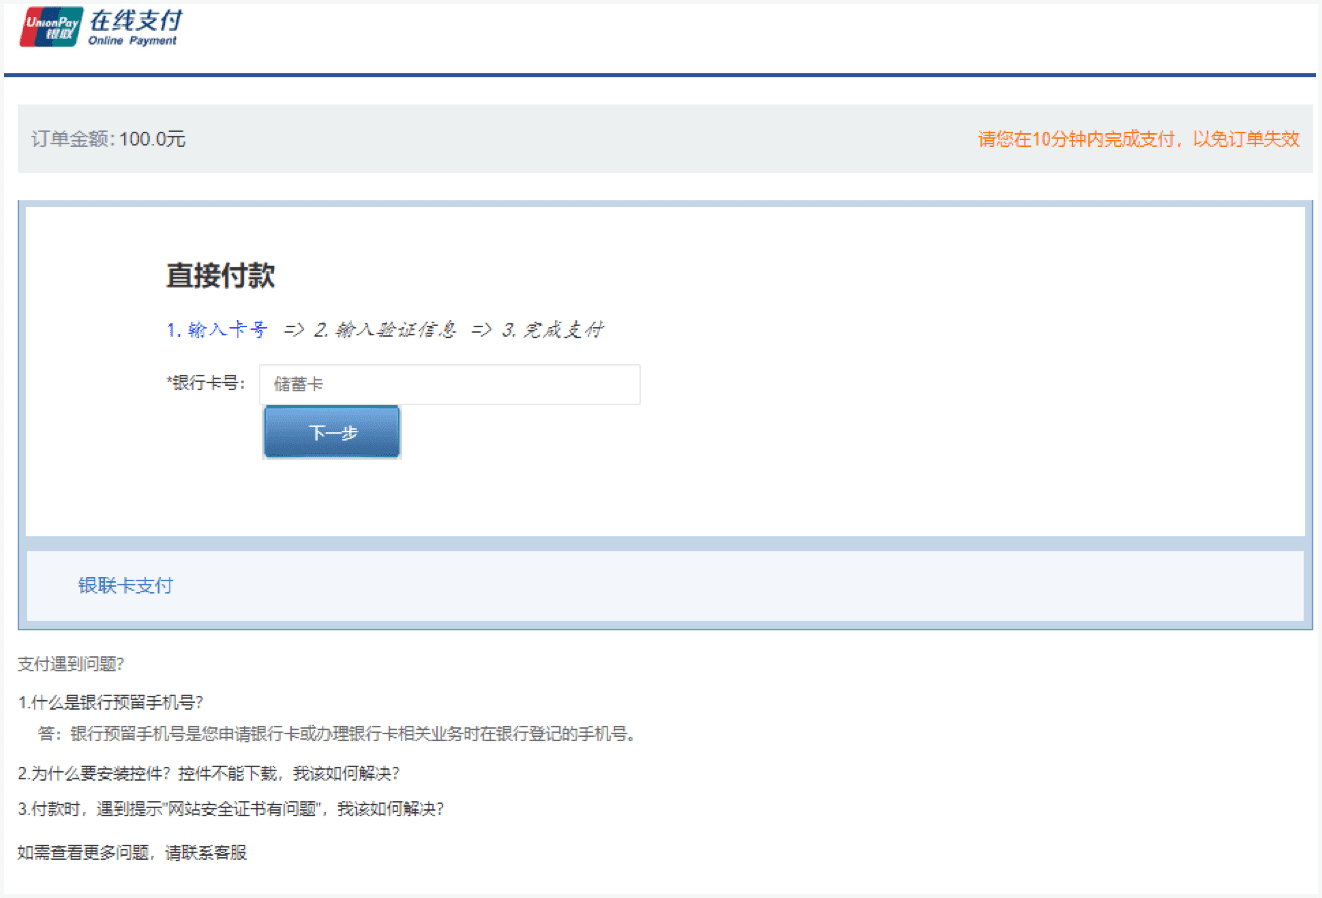 UnionPay 在线支付
银联 Online Payment
订单金额：100.0元 请您在10分钟内完成支付，以免订单失效
直接付款
1. 输入卡号 => 2. 输入验证信息 => 3. 完成支付
*银行卡号： 储蓄卡
下一步
银联卡支付
支付遇到问题?
1.什么是银行预留手机号?
答：银行预留手机号是您申请银行卡或办理银行卡相关业务时在银行登记的手机号。
2.为什么要安装控件？控件不能下载，我该如何解决?
3.付款时，遇到提示"网站安全证书有问题"，我该如何解决?
如需查看更多问题，请联系客服